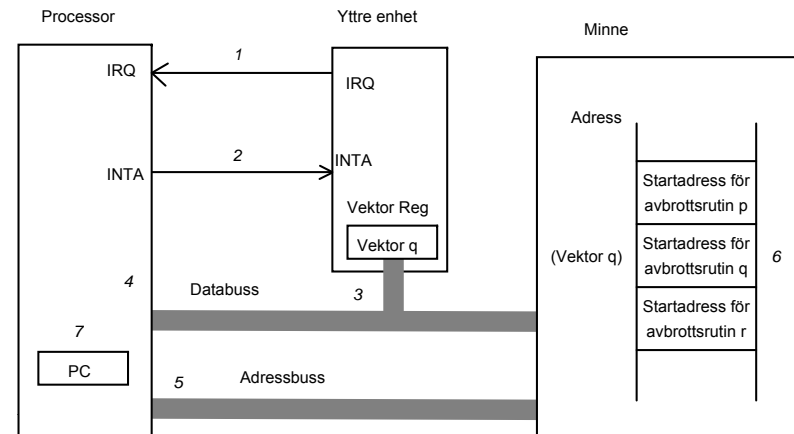 Processor
Yttre enhet
Minne
1
IRQ
IRQ
Adress
2
INTA
INTA
Startadress för
avbrottsrutin p
Vektor Reg
Vektor q
(Vektor q)
Startadress för
avbrottsrutin q
6
4
Databuss
3
Startadress för
avbrottsrutin r
7
PC
5
Adressbuss